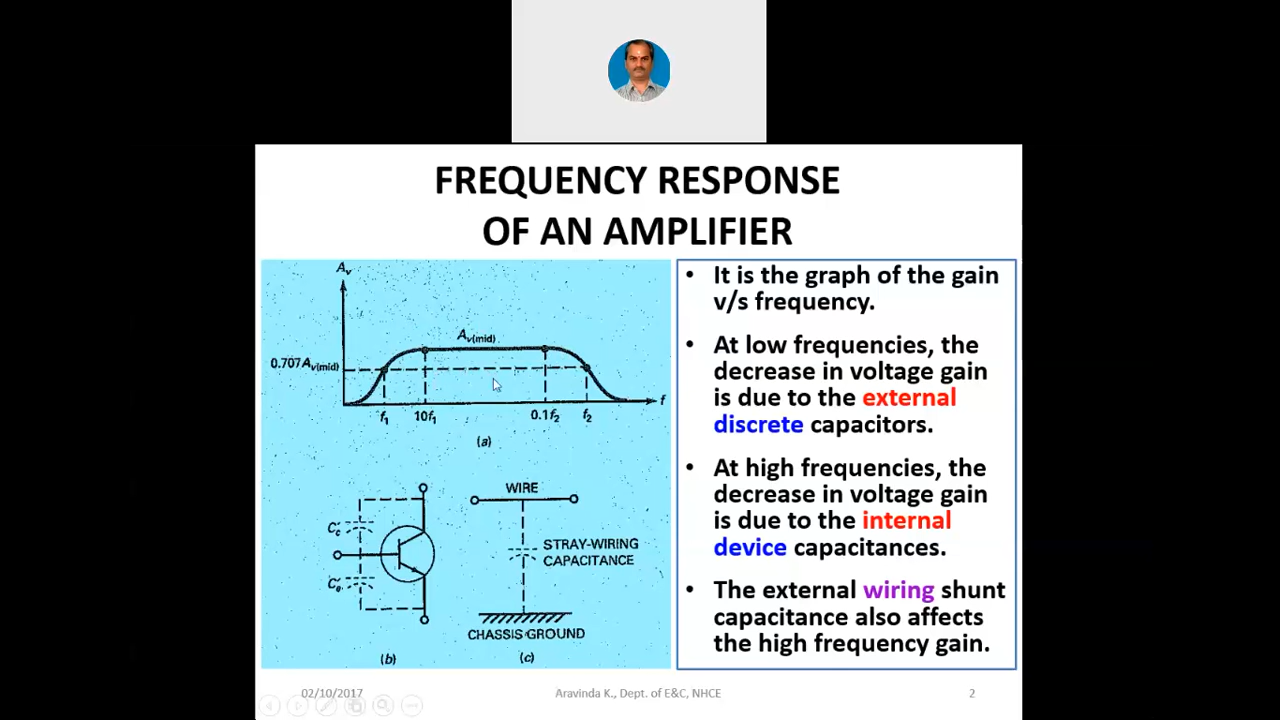 FREQUENCY RESPONSE
OF AN AMPLIFIER
Av
Av(mid)
0.707Av(mid)
f
f1
10f1
0.1f2
f2
(a)
C'c
C'e
(b)
WIRE
STRAY-WIRING
CAPACITANCE
CHASSIS GROUND
(c)
• It is the graph of the gain
v/s frequency.
• At low frequencies, the
decrease in voltage gain
is due to the external
discrete capacitors.
• At high frequencies, the
decrease in voltage gain
is due to the internal
device capacitances.
• The external wiring shunt
capacitance also affects
the high frequency gain.
02/10/2017
Aravinda K., Dept. of E&C, NHCE
2